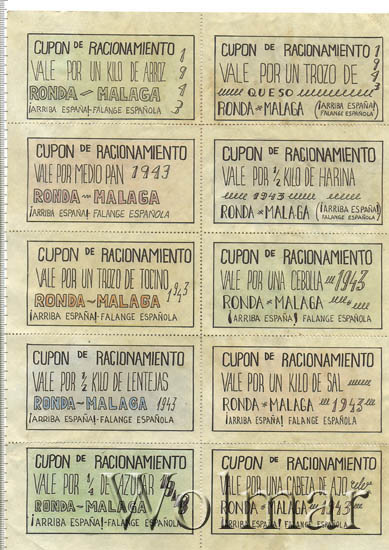 CUPON DE RACIONAMIENTO
VALE POR UN KILO DE ARROZ
RONDA ~ MALAGA
¡ARRIBA ESPAÑA!-FALANGE ESPAÑOLA
1943
CUPON DE RACIONAMIENTO
VALE POR UN TROZO DE
QUESO
RONDA * MALAGA (¡ARRIBA ESPAÑA!
FALANGE ESPAÑOLA)
1943
CUPON DE RACIONAMIENTO
VALE POR MEDIO PAN 1943
RONDA ~ MALAGA
¡ARRIBA ESPAÑA! FALANGE ESPAÑOLA
CUPON DE RACIONAMIENTO
VALE POR ½ KILO DE HARINA
1943
RONDA * MALAGA (¡ARRIBA ESPAÑA!
FALANGE ESPAÑOLA)
CUPON DE RACIONAMIENTO
VALE POR UN TROZO DE TOCINO
RONDA ~ MALAGA 1943
¡ARRIBA ESPAÑA!-FALANGE ESPAÑOLA
CUPON DE RACIONAMIENTO
VALE POR UNA CEBOLLA 1943
RONDA * MALAGA
¡ARRIBA ESPAÑA! FALANGE ESPAÑOLA
CUPON DE RACIONAMIENTO
VALE POR ½ KILO DE LENTEJAS
RONDA ~ MALAGA 1943
¡ARRIBA ESPAÑA!-FALANGE ESPAÑOLA
CUPON DE RACIONAMIENTO
VALE POR UN KILO DE SAL
RONDA * MALAGA 1943
¡ARRIBA ESPAÑA! FALANGE ESPAÑOLA
CUPON DE RACIONAMIENTO
VALE POR ¼ DE AZUCAR 1943
RONDA ~ MALAGA
¡ARRIBA ESPAÑA!-FALANGE ESPAÑOLA
CUPON DE RACIONAMIENTO
VALE POR UNA CABEZA DE AJO
RONDA * MALAGA 1943
¡ARRIBA ESPAÑA! FALANGE ESPAÑOLA
Wolmar